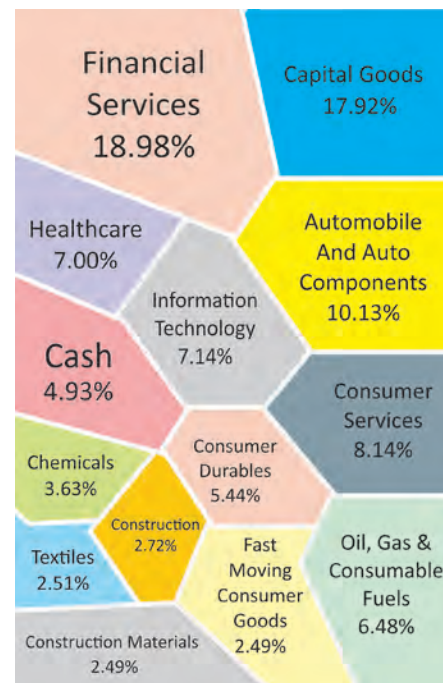 Financial
Services
18.98%
Capital Goods
17.92%
Healthcare
7.00%
Automobile
And Auto
Components
10.13%
Information
Technology
7.14%
Cash
4.93%
Consumer
Services
8.14%
Chemicals
3.63%
Consumer
Durables
5.44%
Construction
2.72%
Textiles
2.51%
Fast
Moving
Consumer
Goods
2.49%
Oil, Gas &
Consumable
Fuels
6.48%
Construction Materials
2.49%